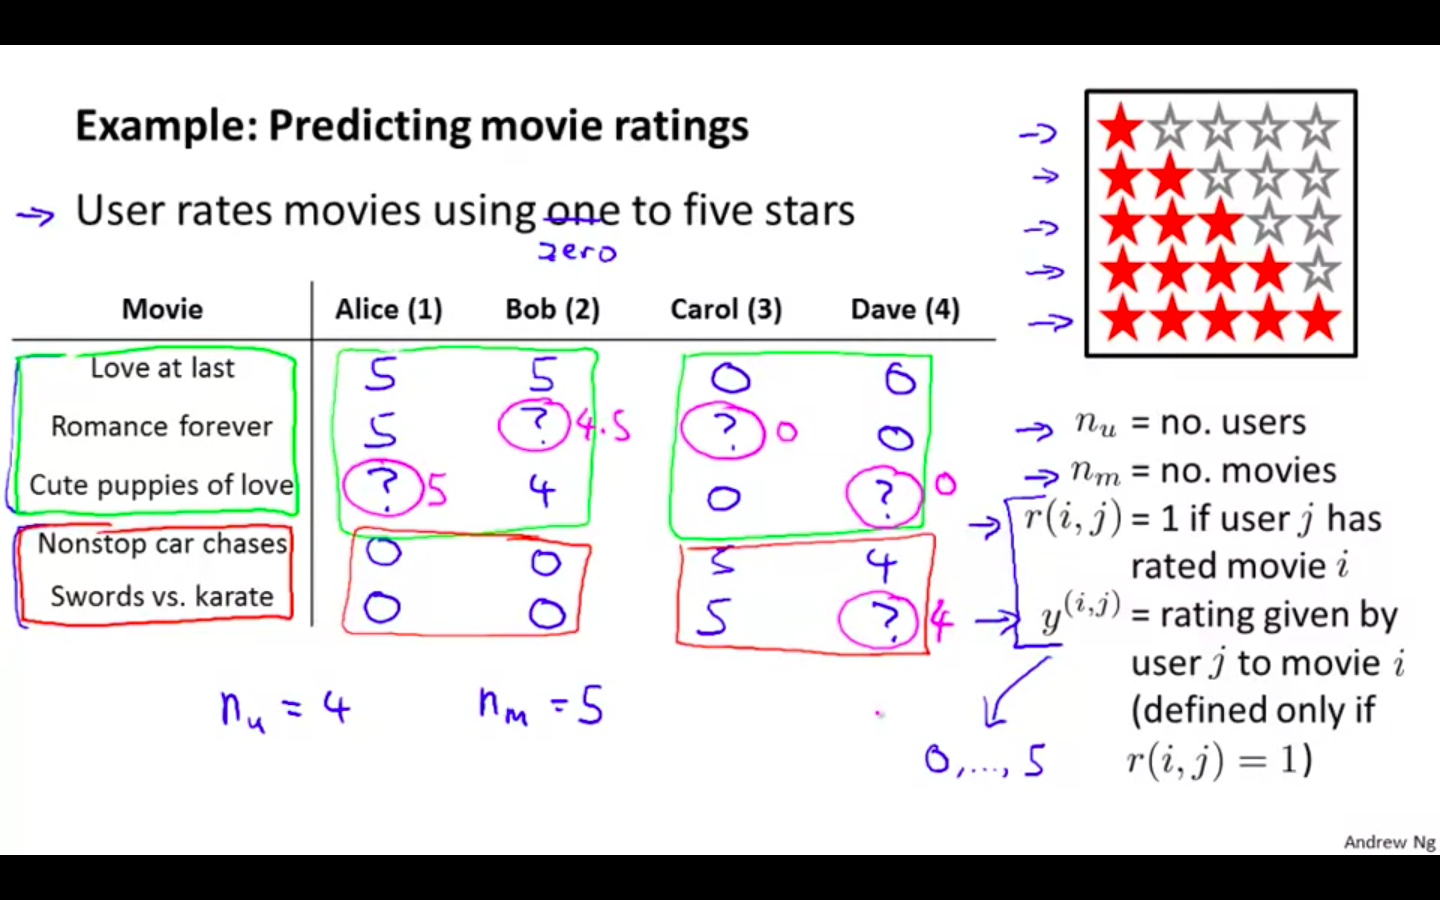 Example: Predicting movie ratings
→ User rates movies using one to five stars
zero
Movie Alice (1) Bob (2) Carol (3) Dave (4)
Love at last 5 5 0 0
Romance forever 5 ? 4.5 ? 0 0
Cute puppies of love ? 5 4 0 ? 0
Nonstop car chases 0 0 5 4
Swords vs. karate 0 0 5 ? 4
n_u = 4 n_m = 5
→ n_u = no. users
→ n_m = no. movies
→ r(i, j) = 1 if user j has
rated movie i
→ y^(i,j) = rating given by
user j to movie i
(defined only if
r(i, j) = 1)
0,..., 5
Andrew Ng